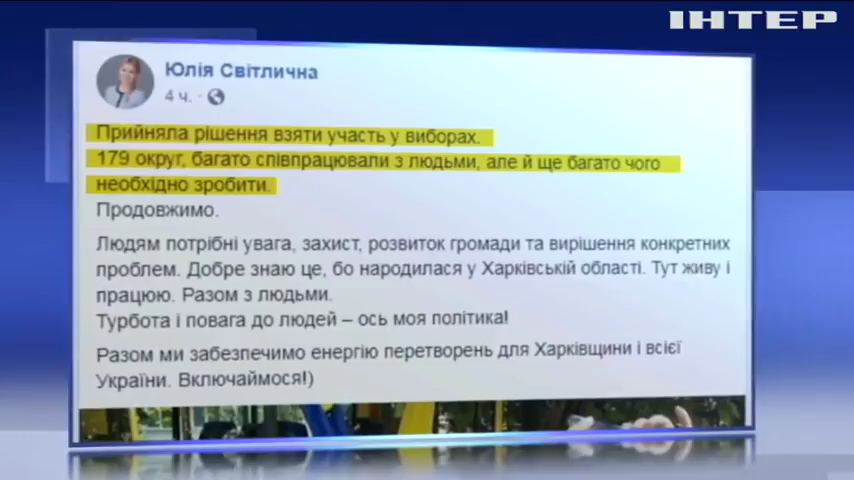 ІНТЕР
Юлія Світлична
4 ч. ·
Прийняла рішення взяти участь у виборах.
179 округ, багато співпрацювали з людьми, але й ще багато чого
необхідно зробити.
Продовжимо.
Людям потрібні увага, захист, розвиток громади та вирішення конкретних
проблем. Добре знаю це, бо народилася у Харківській області. Тут живу і
працюю. Разом з людьми.
Турбота і повага до людей – ось моя політика!
Разом ми забезпечимо енергію перетворень для Харківщини і всієї
України. Включаймося!)